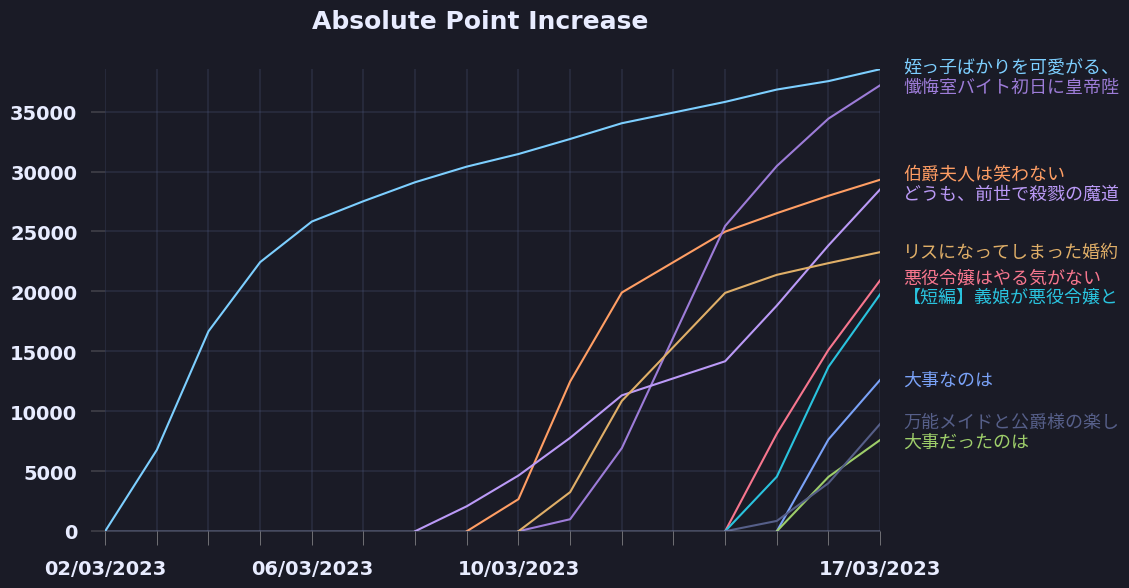 Absolute Point Increase
姪っ子ばかりを可愛がる、
懺悔室バイト初日に皇帝陛
35000
30000
伯爵夫人は笑わない
どうも、前世で殺戮の魔道
25000
リスになってしまった婚約
悪役令嬢はやる気がない
20000
【短編】義娘が悪役令嬢と
15000
大事なのは
10000
万能メイドと公爵様の楽し
大事だったのは
5000
0
02/03/2023
06/03/2023
10/03/2023
17/03/2023